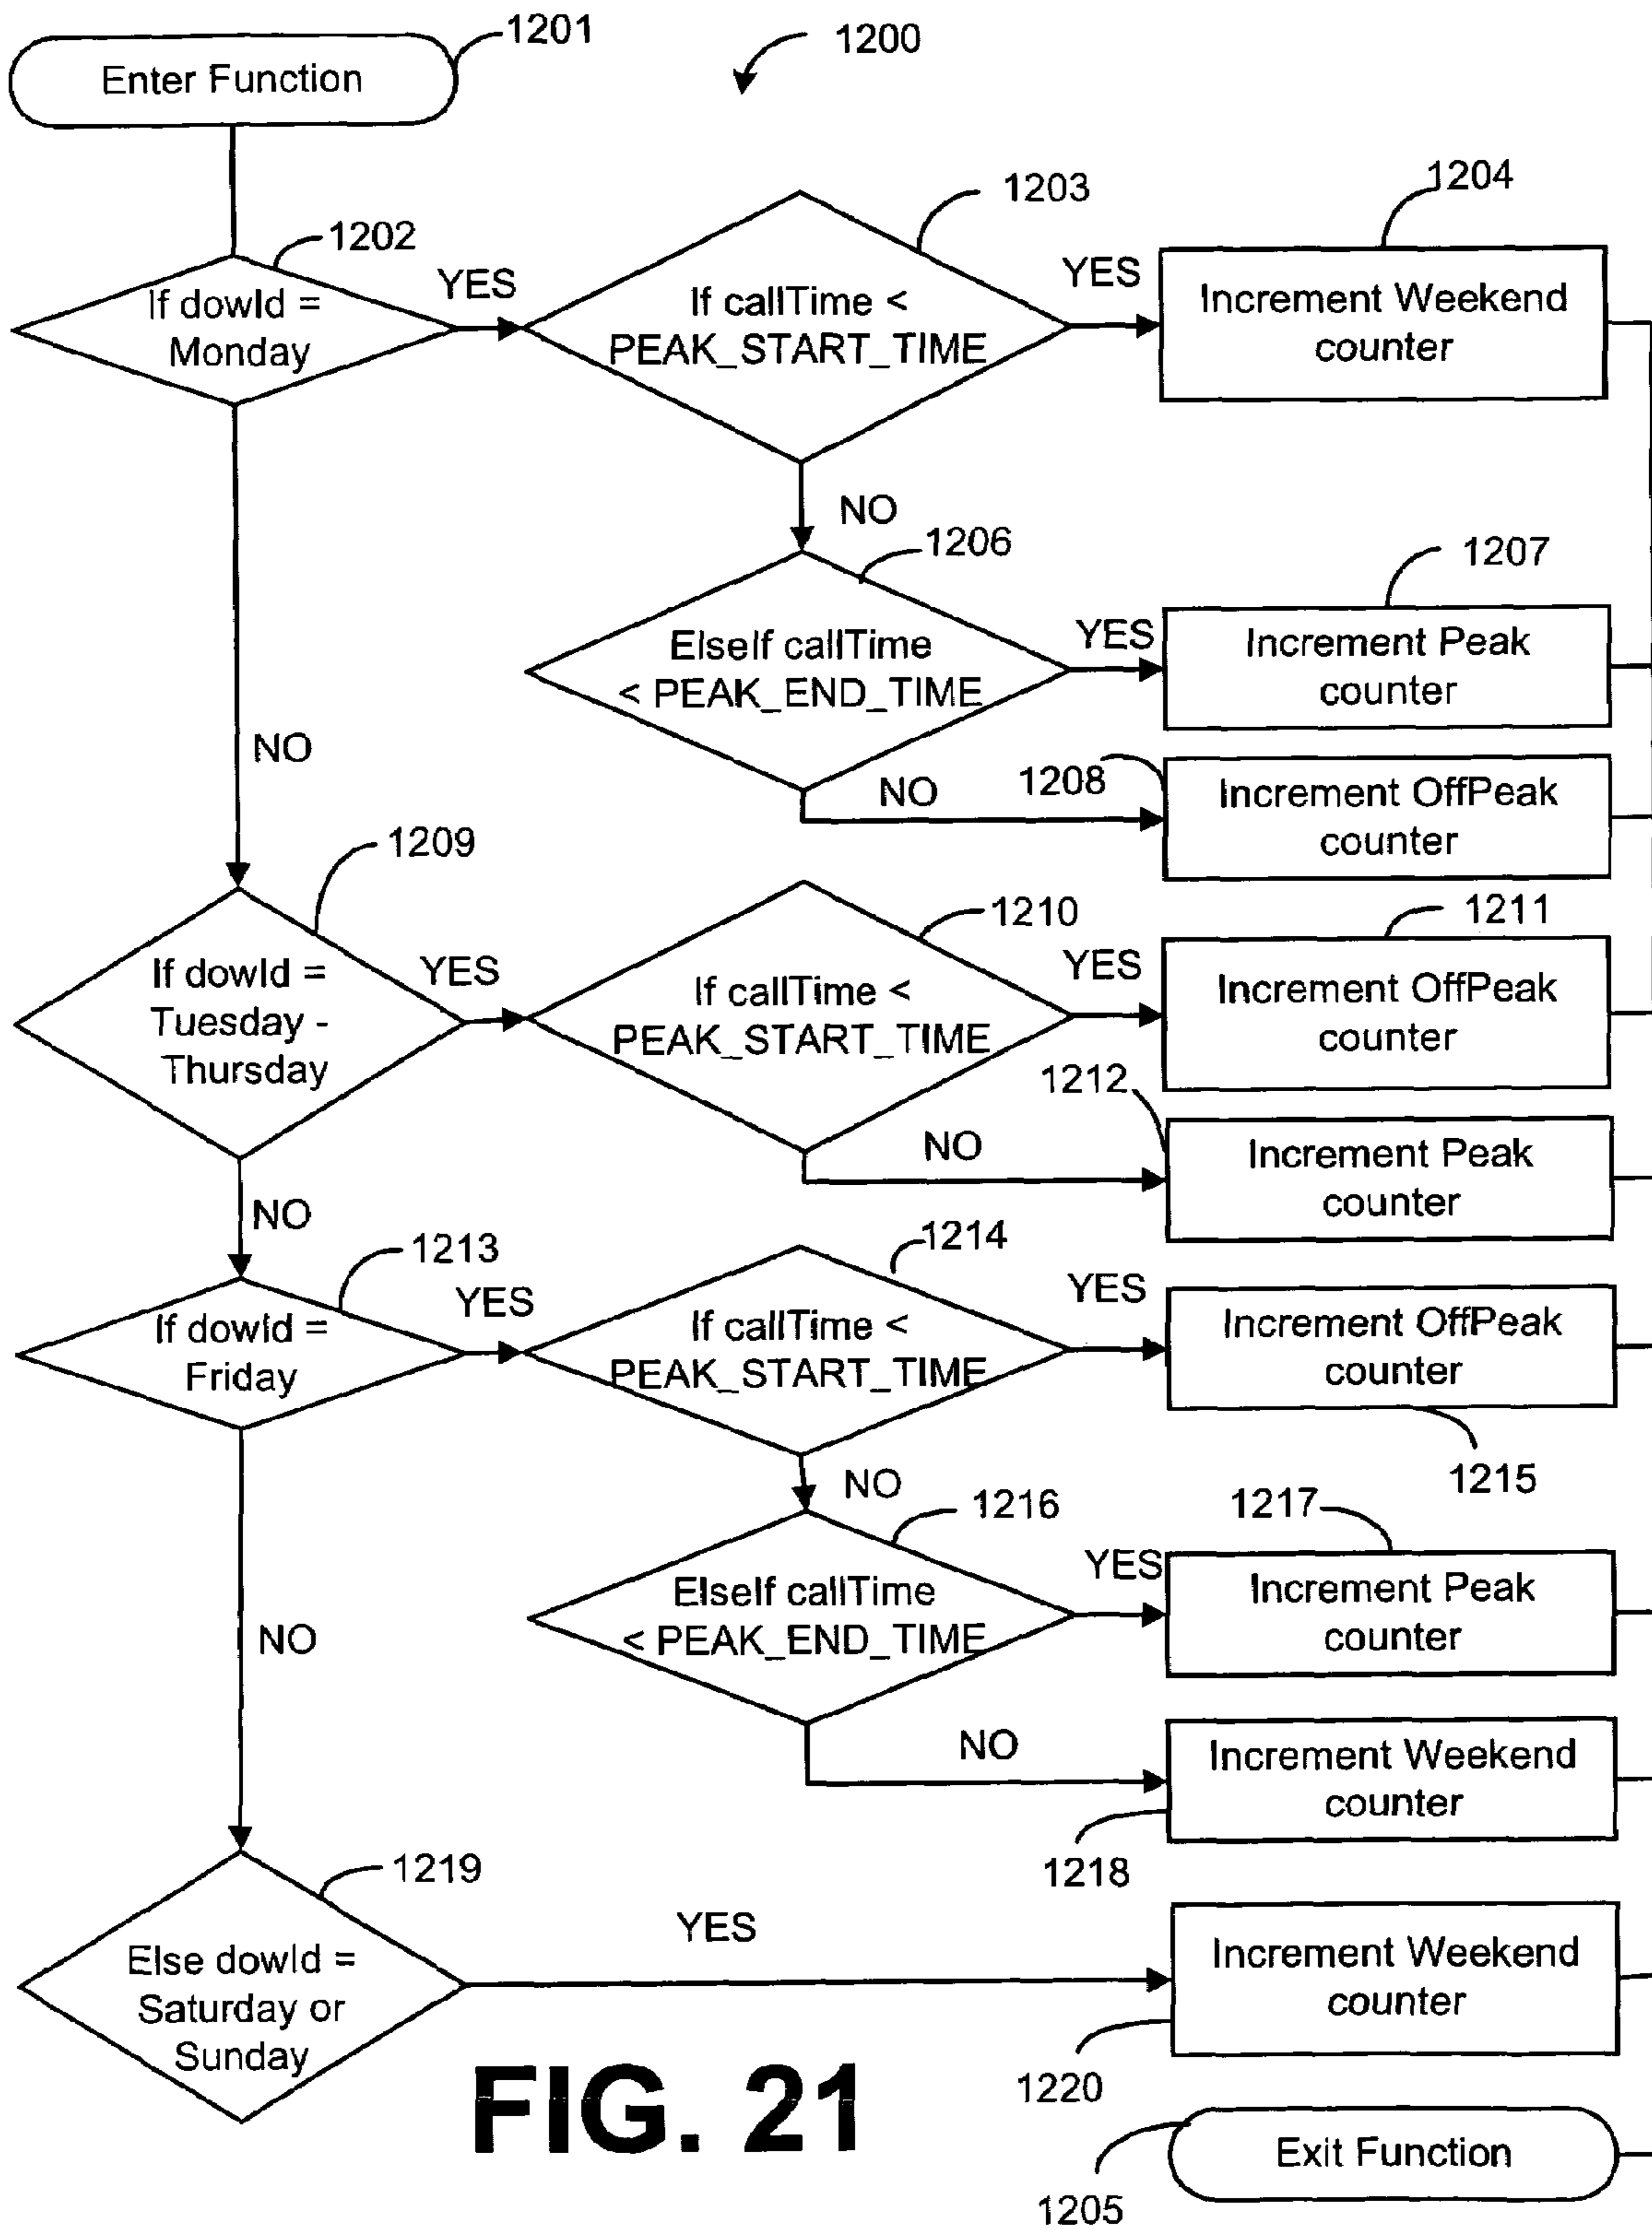 1201
1200
Enter Function
1203
1204
1202
YES
YES
If dowId =
Monday
If callTime <
PEAK_START_TIME
Increment Weekend
counter
NO
1206
1207
ElseIf callTime
< PEAK_END_TIME
YES
Increment Peak
counter
NO
1208
NO
Increment OffPeak
counter
1209
1210
1211
If dowId =
Tuesday -
Thursday
YES
If callTime <
PEAK_START_TIME
YES
Increment OffPeak
counter
1212
NO
Increment Peak
counter
NO
1213
1214
YES
YES
If dowId =
Friday
If callTime <
PEAK_START_TIME
Increment OffPeak
counter
1215
NO
1216
1217
YES
ElseIf callTime
< PEAK_END_TIME
Increment Peak
counter
NO
NO
Increment Weekend
counter
1218
1219
YES
Else dowId =
Saturday or
Sunday
Increment Weekend
counter
1220
FIG. 21
Exit Function
1205